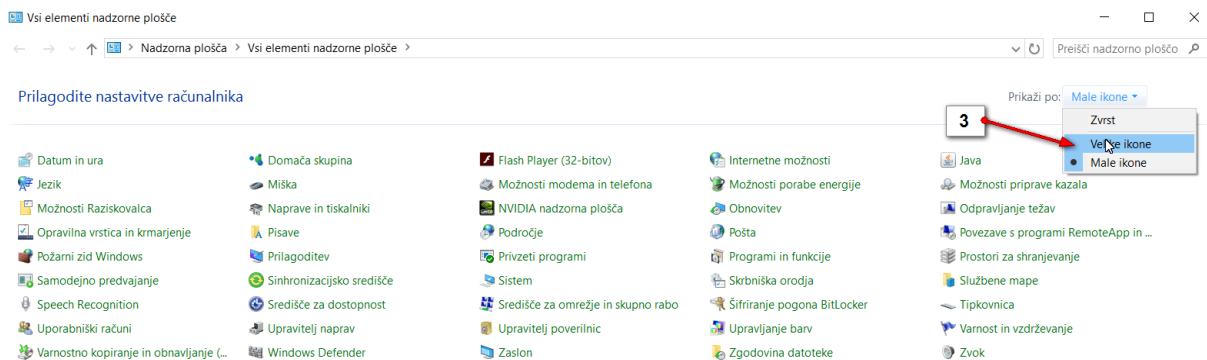 Vsi elementi nadzorne plošče
Nadzorna plošča > Vsi elementi nadzorne plošče >
Preišči nadzorno ploščo
Prilagodite nastavitve računalnika
Prikaži po: Male ikone
3
Zvrst
Velike ikone
Male ikone
Datum in ura
Domača skupina
Flash Player (32-bitov)
Internetne možnosti
Java
Jezik
Miška
Možnosti modema in telefona
Možnosti porabe energije
Možnosti priprave kazala
Možnosti Raziskovalca
Naprave in tiskalniki
NVIDIA nadzorna plošča
Obnovitev
Odpravljanje težav
Opravilna vrstica in krmarjenje
Pisave
Področje
Pošta
Povezave s programi RemoteApp in ...
Požarni zid Windows
Prilagoditev
Privzeti programi
Programi in funkcije
Prostori za shranjevanje
Samodejno predvajanje
Sinhronizacijsko središče
Sistem
Skrbniška orodja
Službene mape
Speech Recognition
Središče za dostopnost
Središče za omrežje in skupno rabo
Šifriranje pogona BitLocker
Tipkovnica
Uporabniški računi
Upravitelj naprav
Upravitelj poverilnic
Upravljanje barv
Varnost in vzdrževanje
Varnostno kopiranje in obnavljanje (...
Windows Defender
Zaslon
Zgodovina datoteke
Zvok